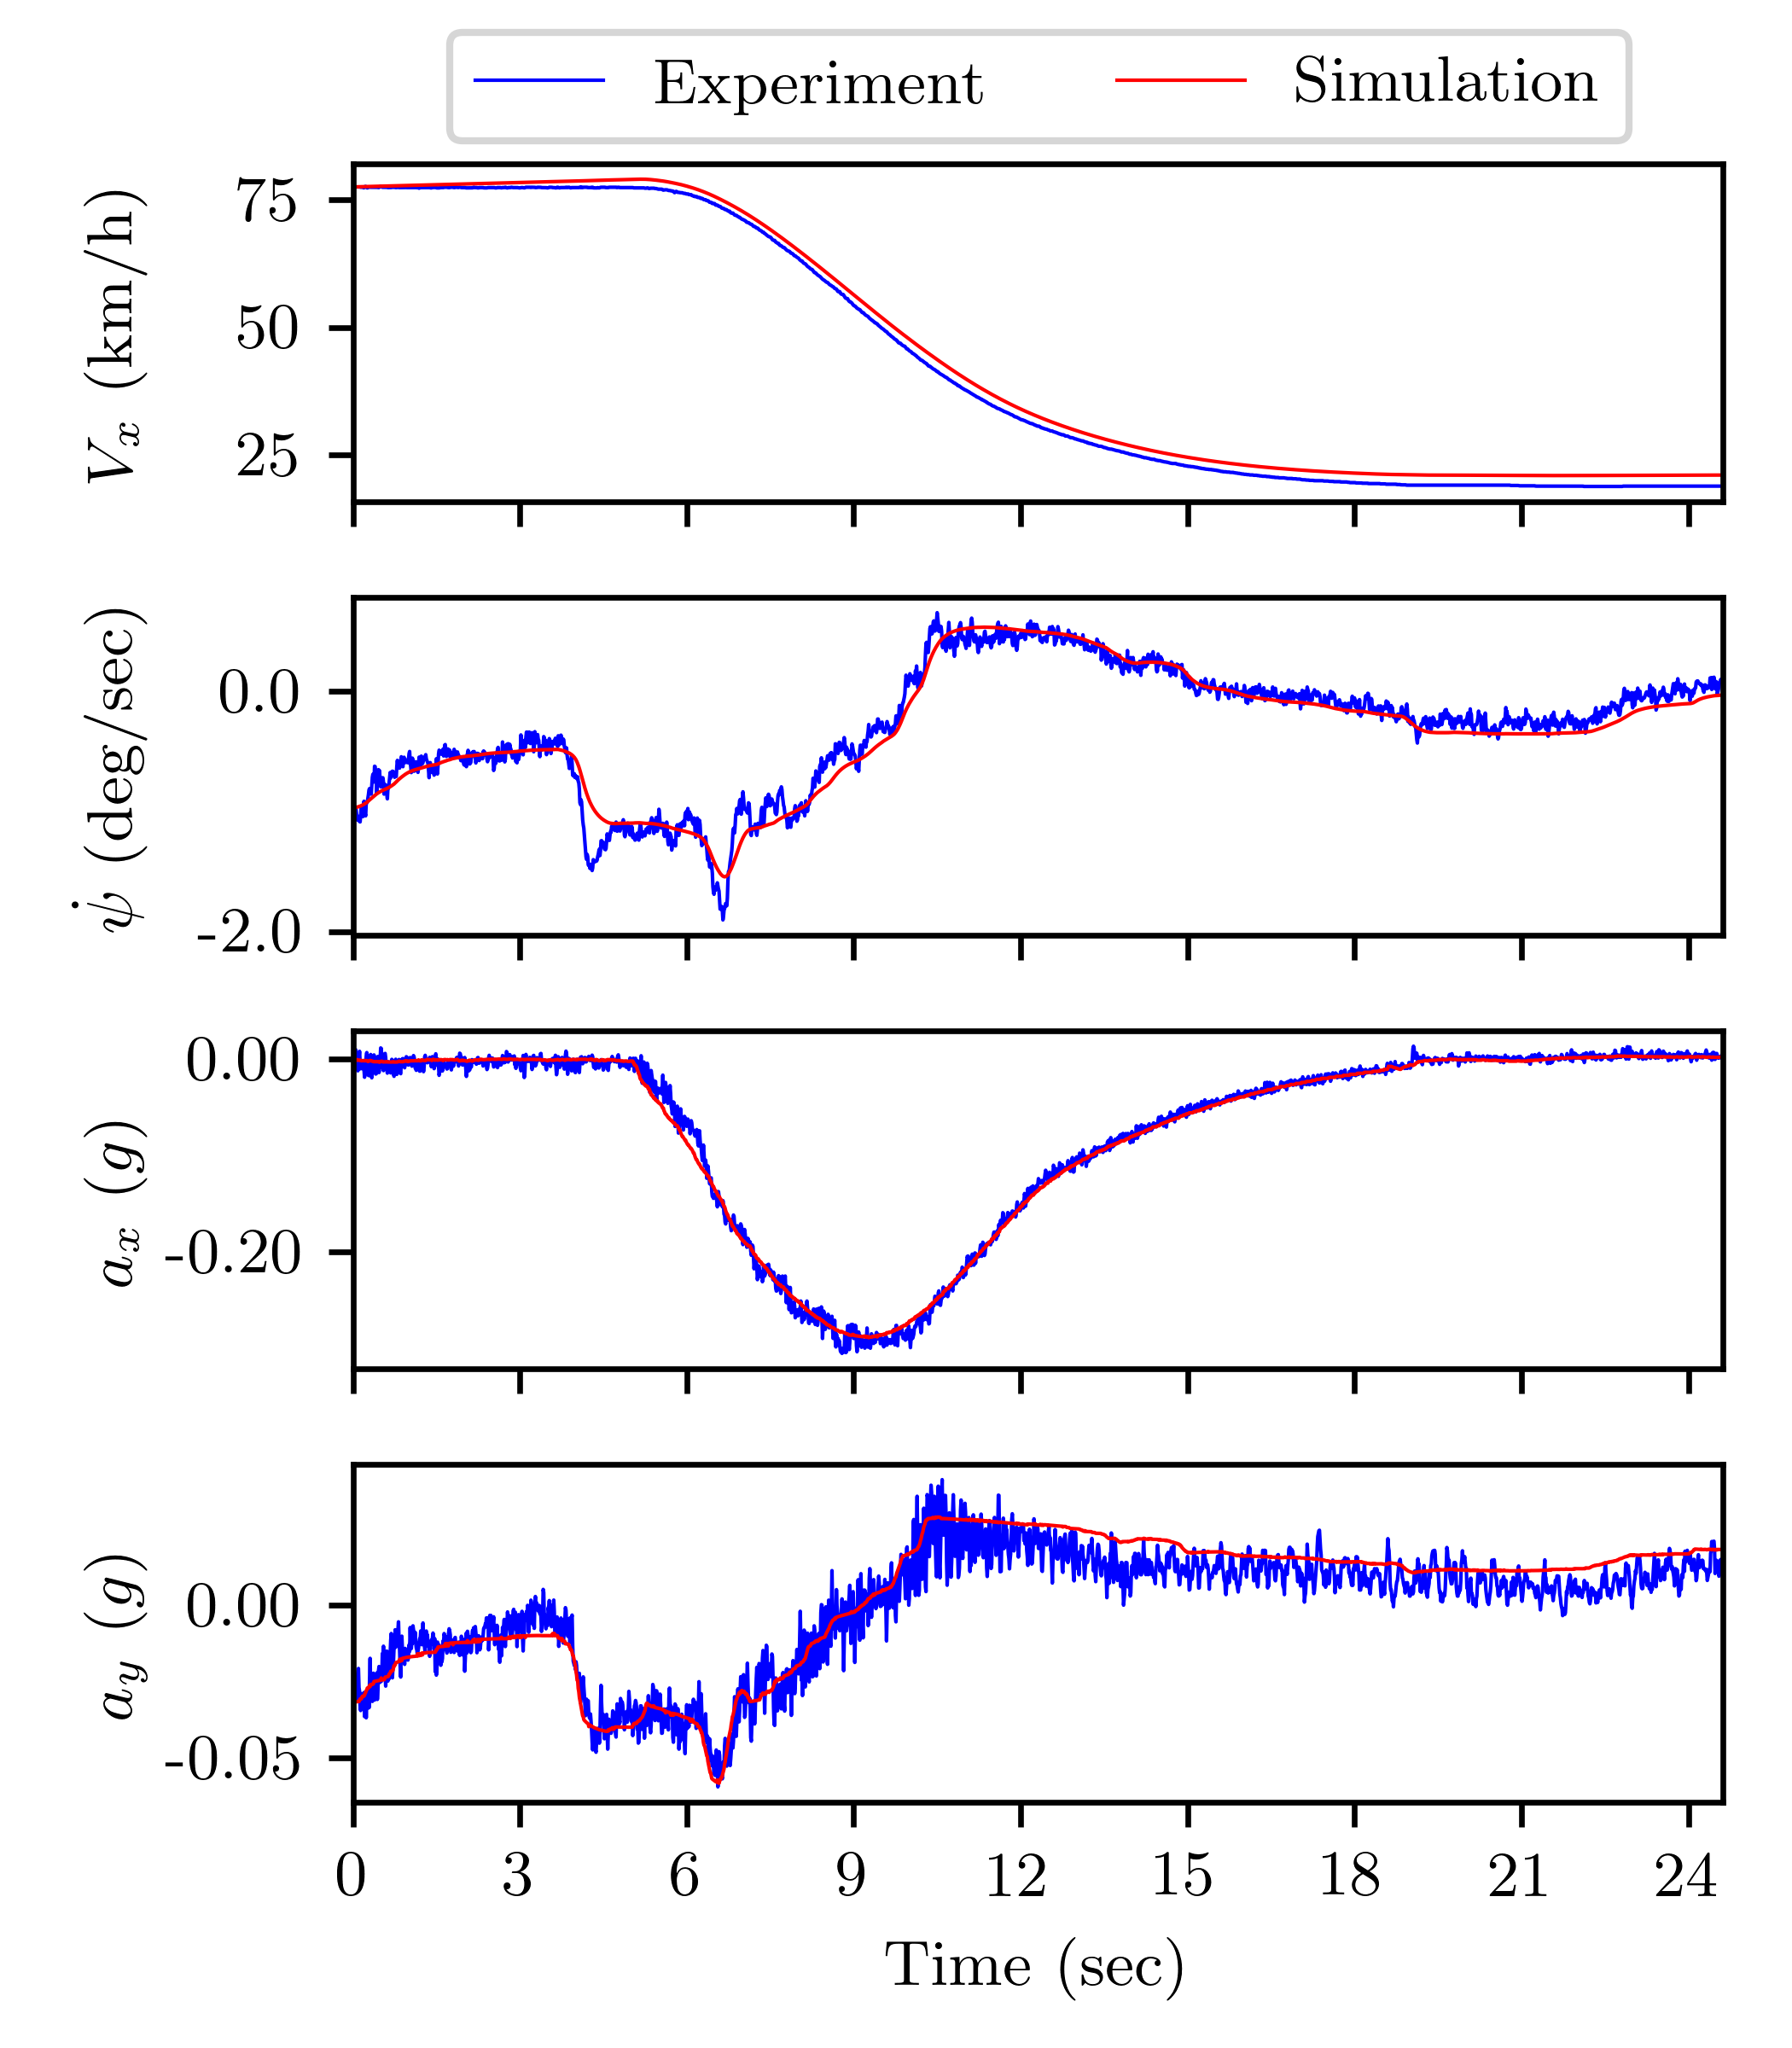 Experiment Simulation
V_x (km/h)
75
50
25
ψ̇ (deg/sec)
0.0
-2.0
a_x (g)
0.00
-0.20
a_y (g)
0.00
-0.05
0 3 6 9 12 15 18 21 24
Time (sec)